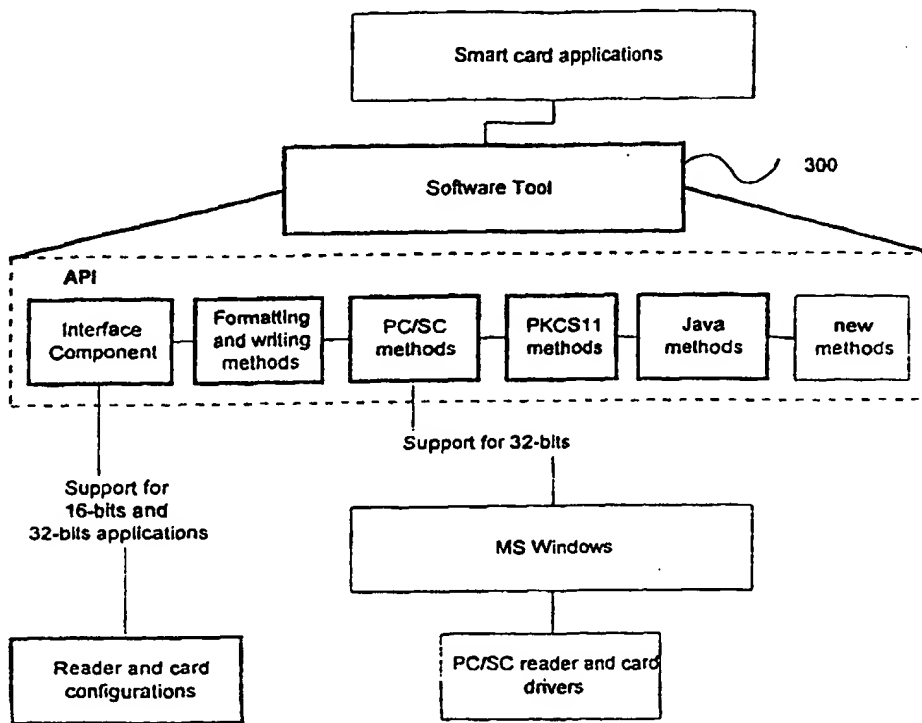 Smart card applications
Software Tool
300
API
Interface
Component
Formatting
and writing
methods
PC/SC
methods
PKCS11
methods
Java
methods
new
methods
Support for 32-bits
Support for
16-bits and
32-bits applications
MS Windows
Reader and card
configurations
PC/SC reader and card
drivers